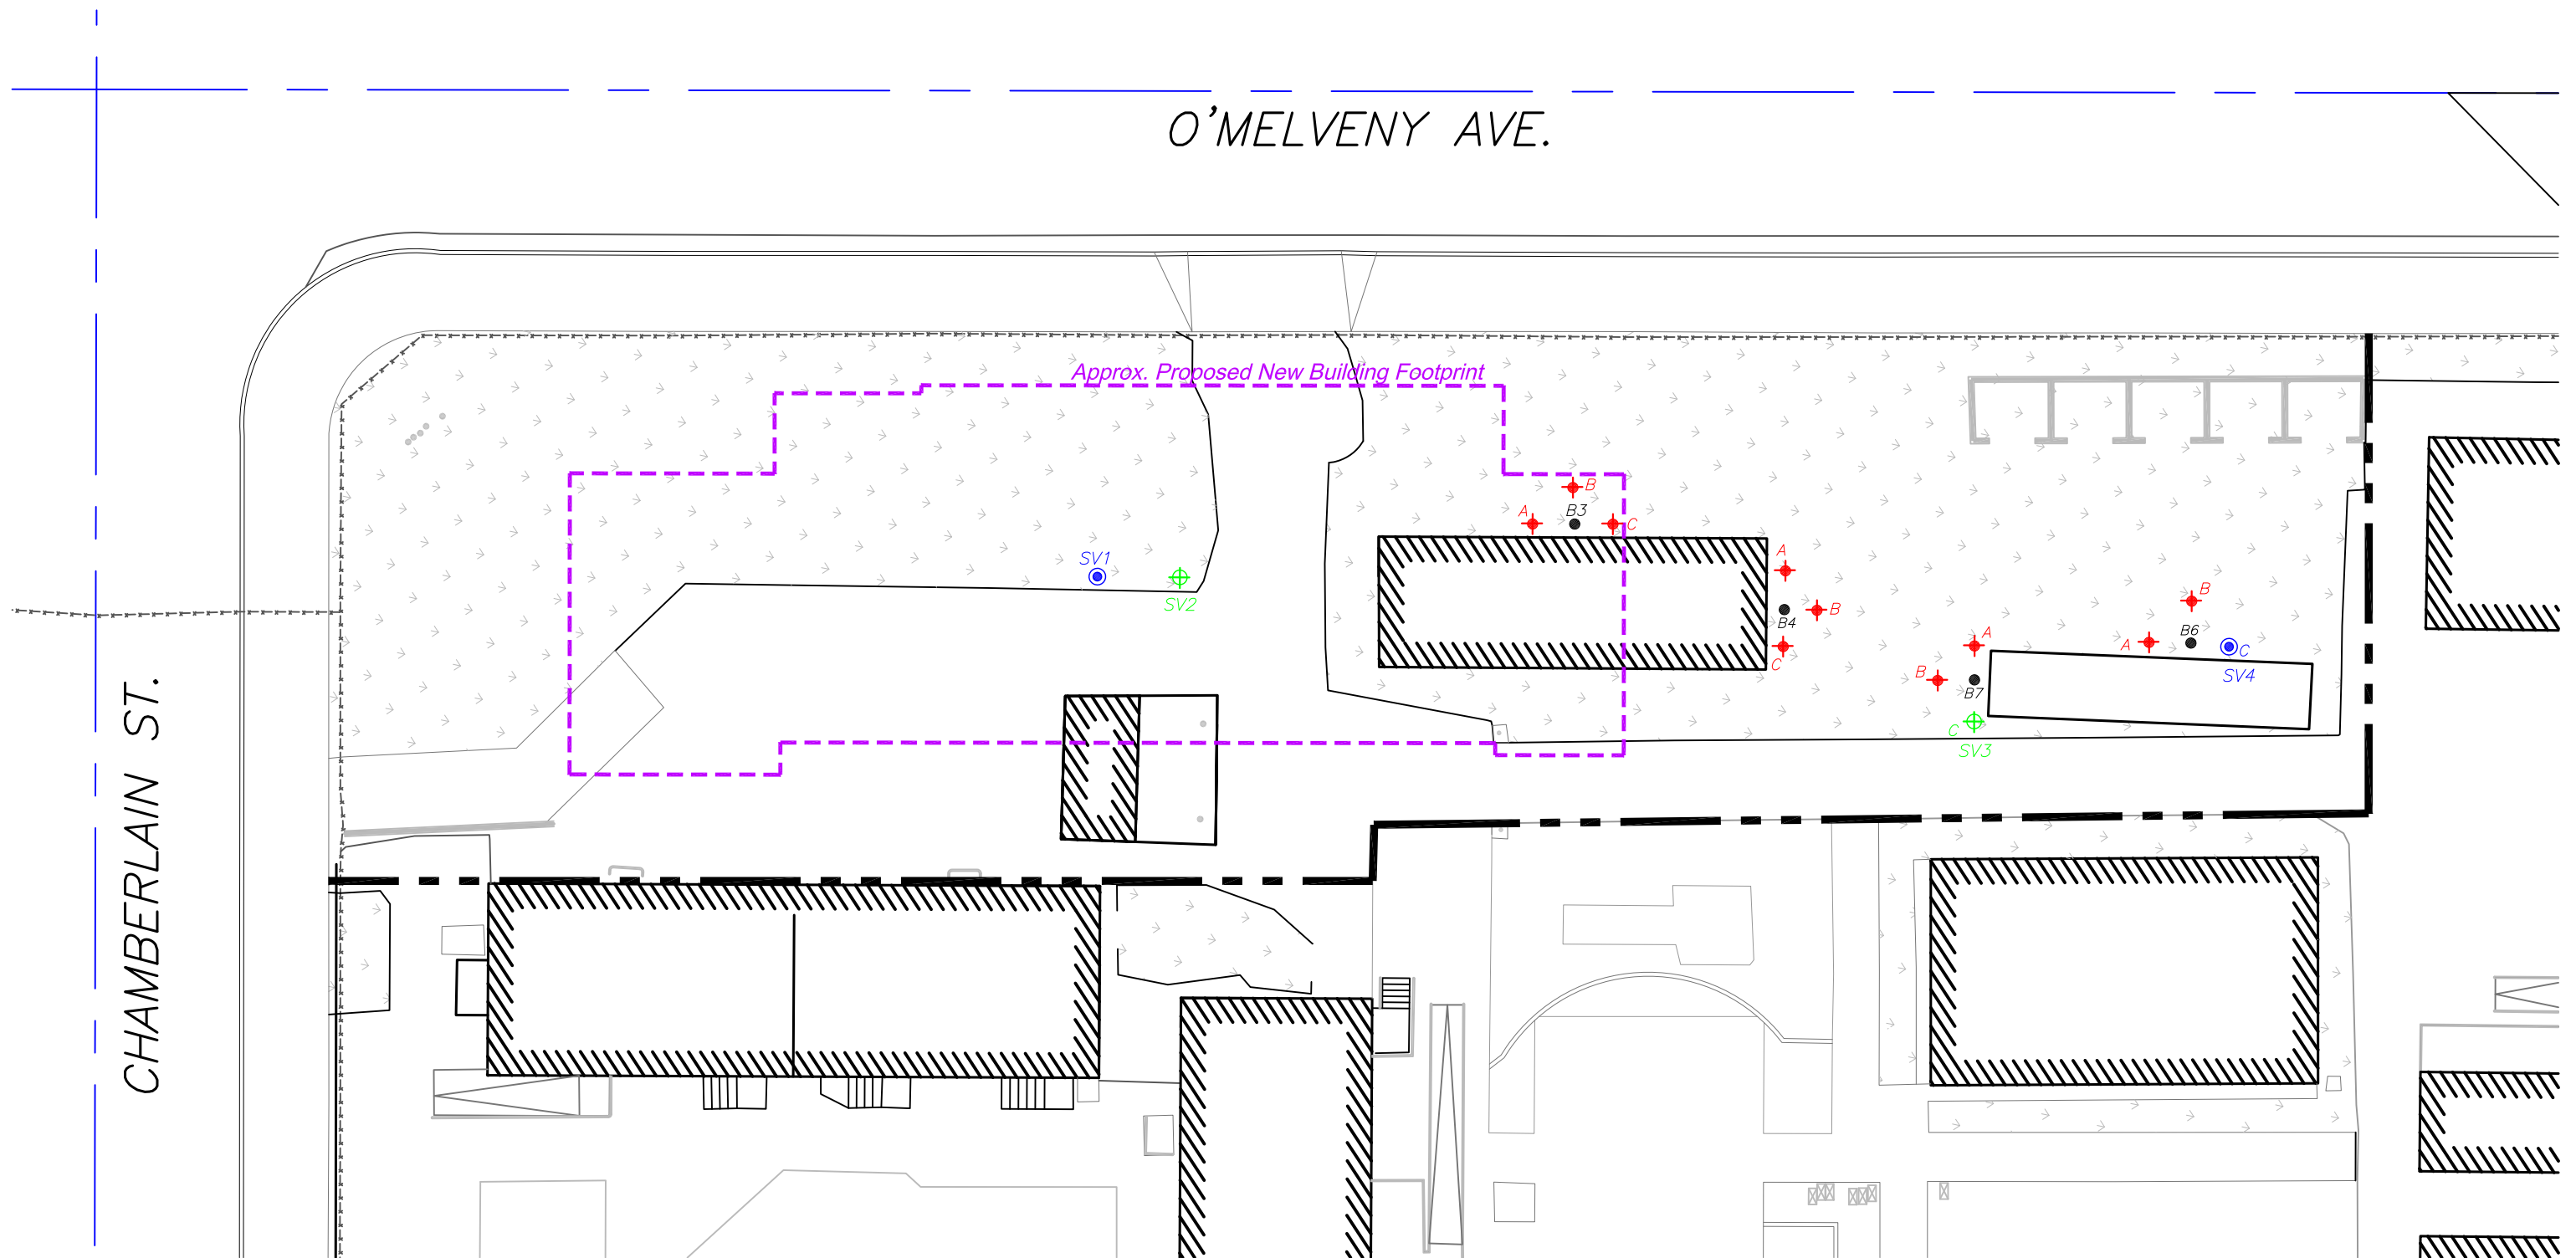 O'MELVENY AVE.
Approx. Proposed New Building Footprint
B
A
B3
C
SV1
SV2
A
B
B4
C
A
B
B7
C
SV3
B
A
B6
C
SV4
CHAMBERLAIN ST.